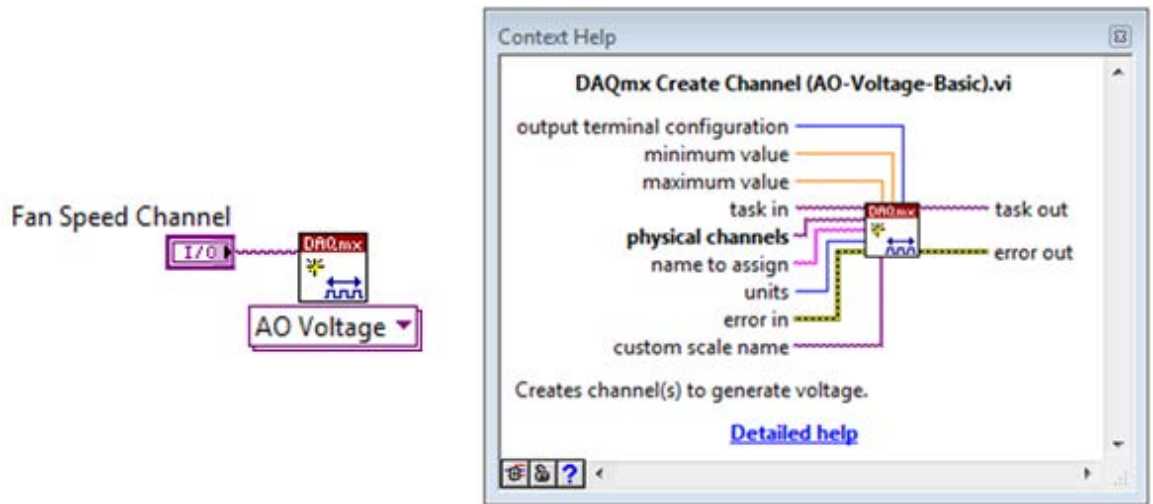 Fan Speed Channel
I/O
DAQmx
AO Voltage
Context Help
DAQmx Create Channel (AO-Voltage-Basic).vi
output terminal configuration
minimum value
maximum value
task in
physical channels
name to assign
units
error in
custom scale name
DAQmx
task out
error out
Creates channel(s) to generate voltage.
Detailed help
?